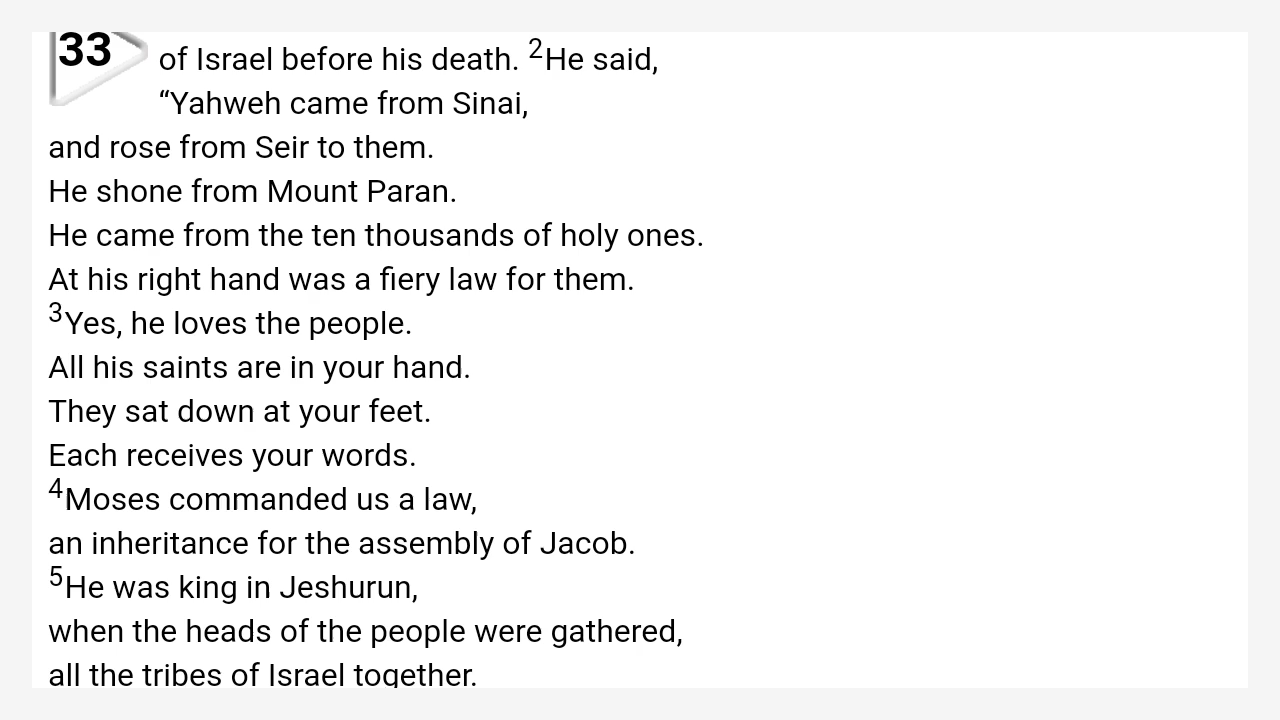 33
of Israel before his death. ²He said,
“Yahweh came from Sinai,
and rose from Seir to them.
He shone from Mount Paran.
He came from the ten thousands of holy ones.
At his right hand was a fiery law for them.
³Yes, he loves the people.
All his saints are in your hand.
They sat down at your feet.
Each receives your words.
⁴Moses commanded us a law,
an inheritance for the assembly of Jacob.
⁵He was king in Jeshurun,
when the heads of the people were gathered,
all the tribes of Israel together.